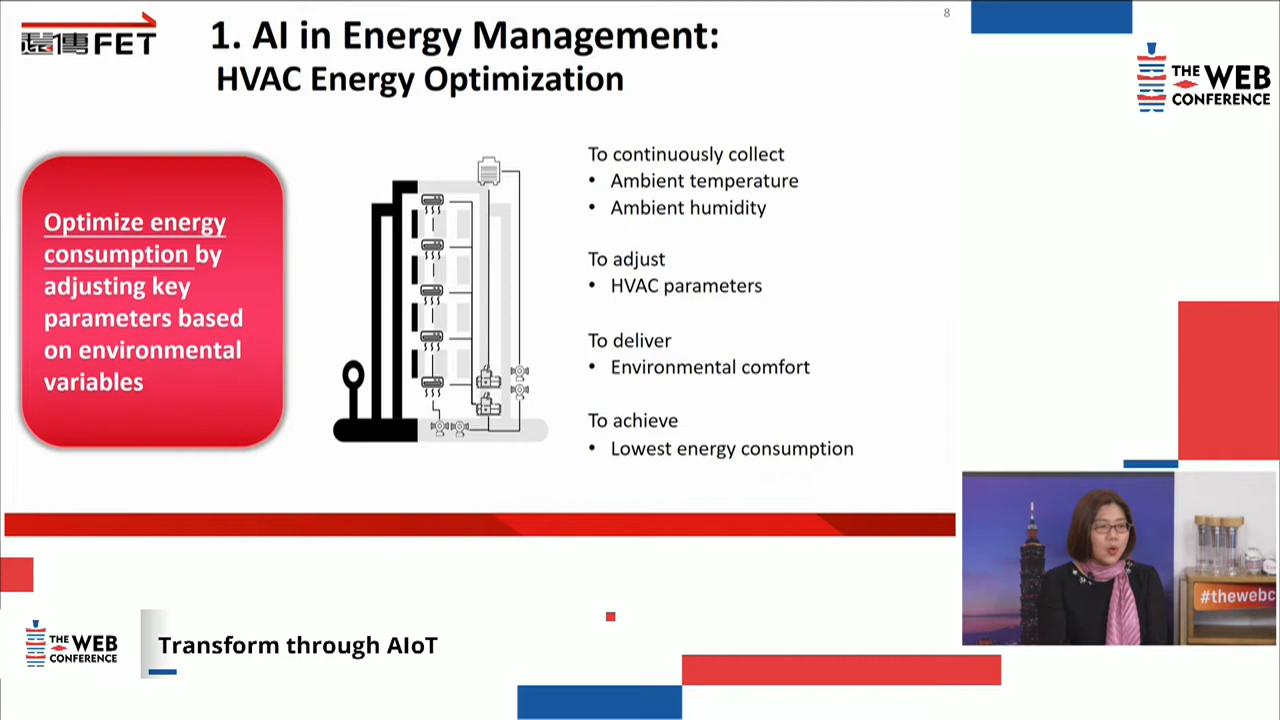 遠傳FET
1. AI in Energy Management:
HVAC Energy Optimization
8
THE WEB
CONFERENCE
Optimize energy
consumption by
adjusting key
parameters based
on environmental
variables
To continuously collect
• Ambient temperature
• Ambient humidity
To adjust
• HVAC parameters
To deliver
• Environmental comfort
To achieve
• Lowest energy consumption
#thewebc
THE WEB
CONFERENCE
Transform through AIoT